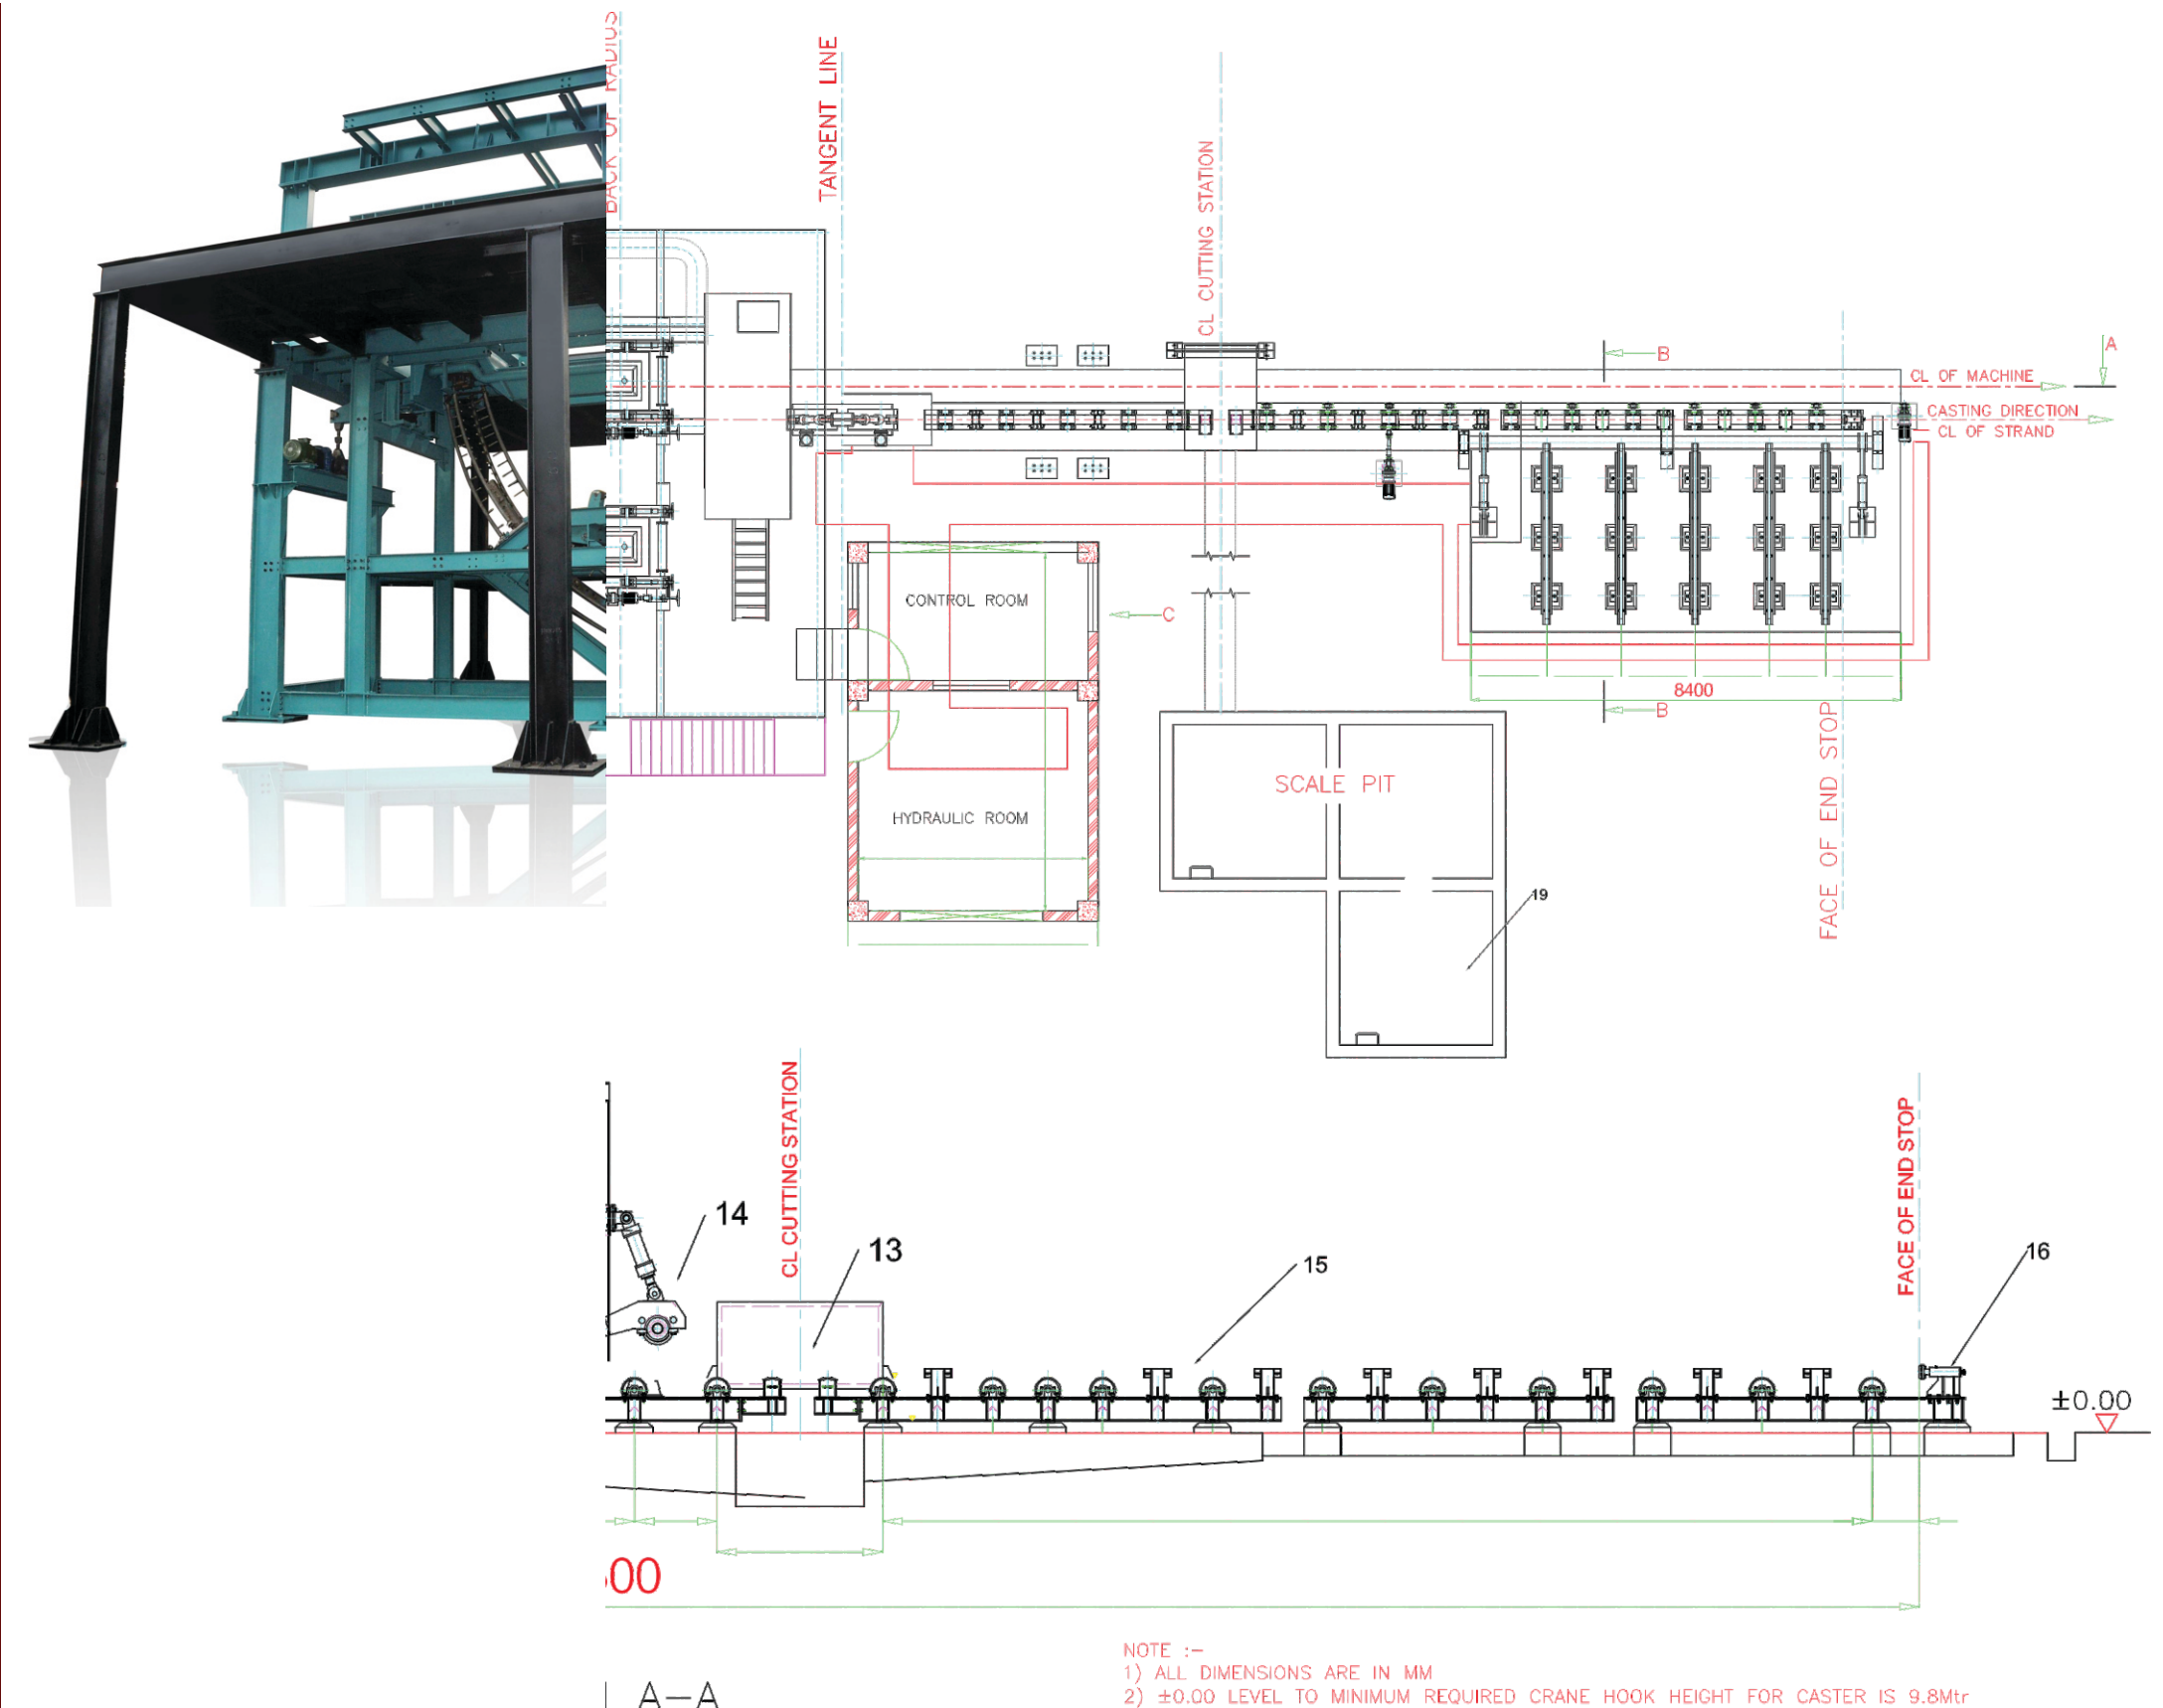 BACK OF RADIUS
TANGENT LINE
CL CUTTING STATION
B
A
CL OF MACHINE
CASTING DIRECTION
CL OF STRAND
CONTROL ROOM
C
8400
B
FACE OF END STOP
SCALE PIT
HYDRAULIC ROOM
19
CL CUTTING STATION
FACE OF END STOP
14
13
15
16
±0.00
00
NOTE :-
1) ALL DIMENSIONS ARE IN MM
A-A
2) ±0.00 LEVEL TO MINIMUM REQUIRED CRANE HOOK HEIGHT FOR CASTER IS 9.8Mtr